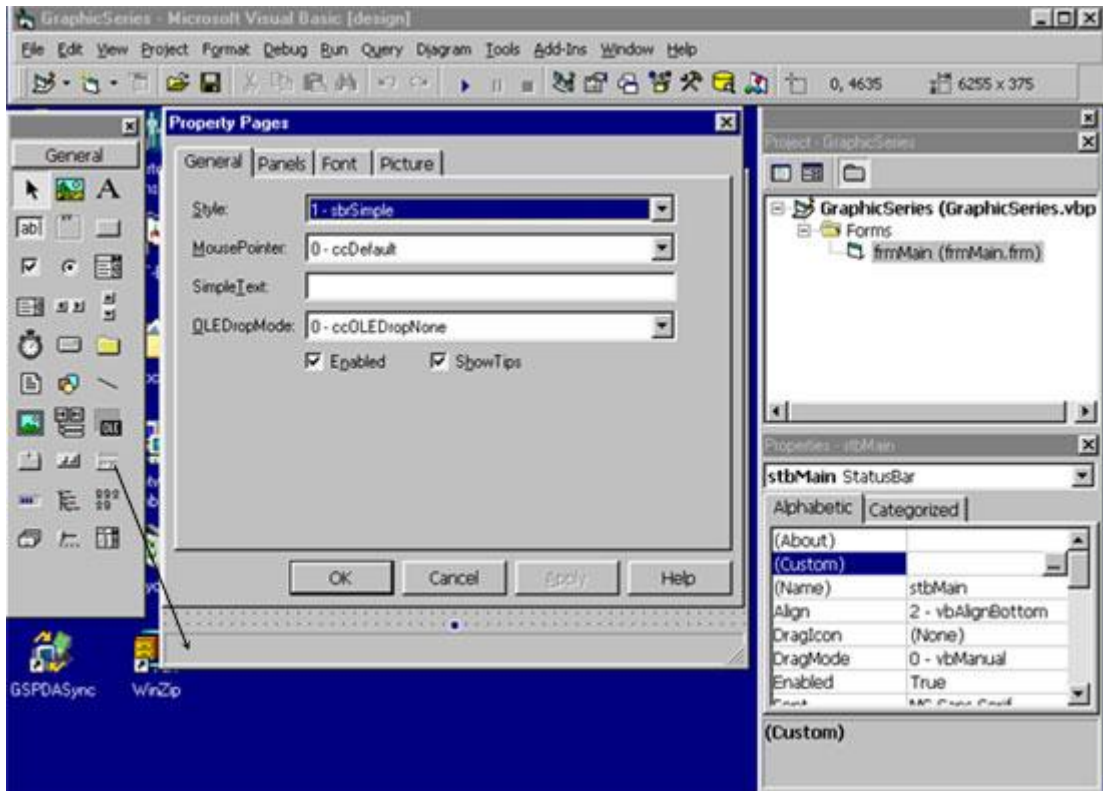 GraphicSeries - Microsoft Visual Basic [design]
File Edit View Project Format Debug Run Query Diagram Tools Add-Ins Window Help
0, 4635 6255 x 375
General
A
abl
OLE
GSPDASync WinZip
Property Pages
General Panels Font Picture
Style: 1 - sbrSimple
MousePointer: 0 - ccDefault
SimpleText:
OLEDropMode: 0 - ccOLEDropNone
Enabled ShowTips
OK Cancel Apply Help
Project - GraphicSeries
GraphicSeries (GraphicSeries.vbp
Forms
frmMain (frmMain.frm)
Properties - stbMain
stbMain StatusBar
Alphabetic Categorized
(About)
(Custom) ...
(Name) stbMain
Align 2 - vbAlignBottom
DragIcon (None)
DragMode 0 - vbManual
Enabled True
(Custom)